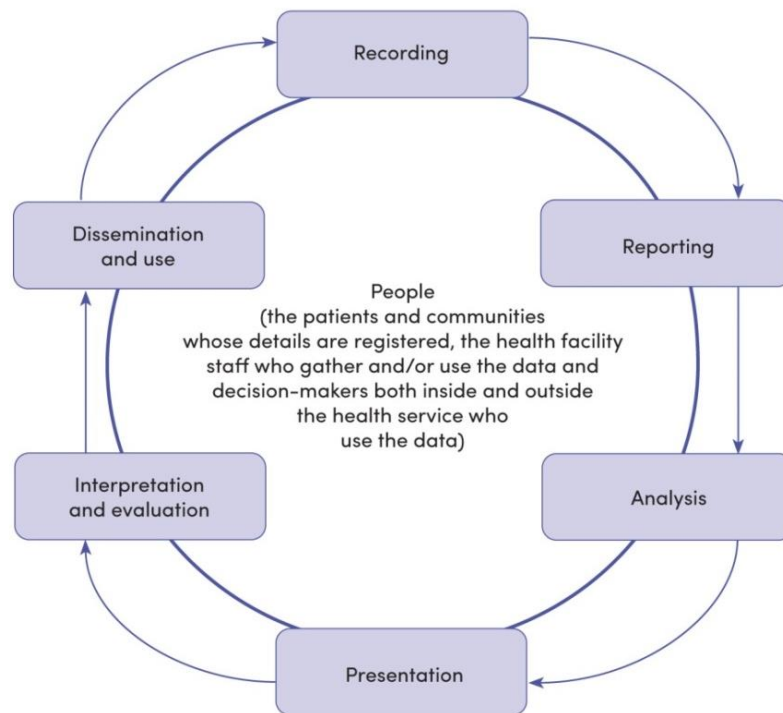 Recording
Reporting
Analysis
Presentation
Interpretation
and evaluation
Dissemination
and use
People
(the patients and communities
whose details are registered, the health facility
staff who gather and/or use the data and
decision-makers both inside and outside
the health service who
use the data)